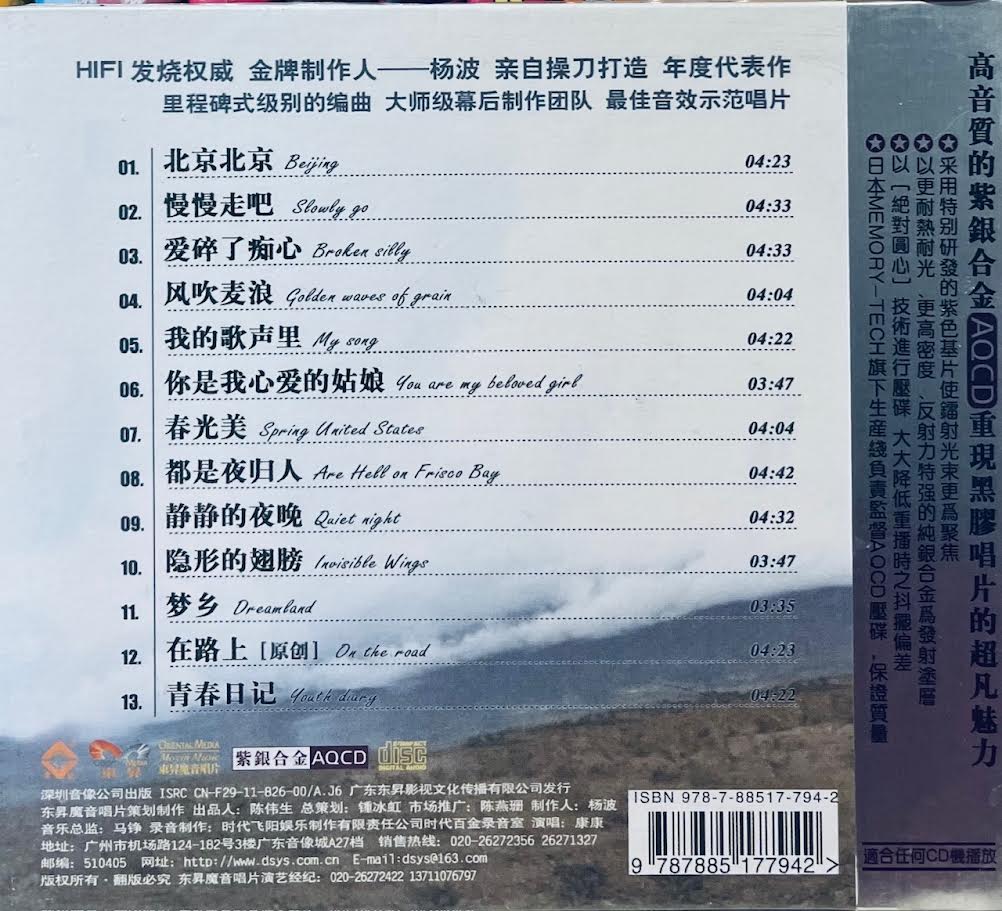 HIFI 发烧权威 金牌制作人——杨波 亲自操刀打造 年度代表作
里程碑式级别的编曲 大师级幕后制作团队 最佳音效示范唱片
01. 北京北京 Beijing 04:23
02. 慢慢走吧 Slowly go 04:33
03. 爱碎了痴心 Broken silly 04:33
04. 风吹麦浪 Golden waves of grain 04:04
05. 我的歌声里 My song 04:22
06. 你是我心爱的姑娘 You are my beloved girl 03:47
07. 春光美 Spring United States 04:04
08. 都是夜归人 Are Hell on Frisco Bay 04:42
09. 静静的夜晚 Quiet night 04:32
10. 隐形的翅膀 Invisible Wings 03:47
11. 梦乡 Dreamland 03:35
12. 在路上 [原创] On the road 04:23
13. 青春日记 Youth diary 04:22
東昇
MEDIA
ORIENTAL MEDIA
MOVIN MUSIC
東昇魔音唱片
紫銀合金 AQCD
COMPACT
disc
DIGITAL AUDIO
深圳音像公司出版 ISRC CN-F29-11-826-00/A.J6 广东东昇影视文化传播有限公司发行
东昇魔音唱片策划制作 出品人: 陈伟生 总策划: 锺冰虹 市场推广: 陈燕珊 制作人: 杨波
音乐总监: 马铮 录音制作: 时代飞阳娱乐制作有限责任公司时代百金录音室 演唱: 康康
地址: 广州市机场路124-182号3楼广东音像城A27档 销售热线: 020-26272356 26271327
邮编: 510405 网址: http://www.dsys.com.cn E-mail:dsys@163.com
版权所有·翻版必究 东昇魔音唱片演艺经纪: 020-26272422 13711076797
ISBN 978-7-88517-794-2
9 787885 177942 >
高音質的紫銀合金AQCD重現黑膠唱片的超凡魅力
★采用特别研發的紫色基片使鐳射光束更爲聚焦
★以更耐熱耐光、更高密度、反射力特强的純銀合金爲發射塗層
★以［絕對圓心］技術進行壓碟 大大降低重播時之抖擺偏差
★日本MEMORY-TECH旗下生産綫負責監督AQCD壓碟,保證質量
適合任何CD機播放